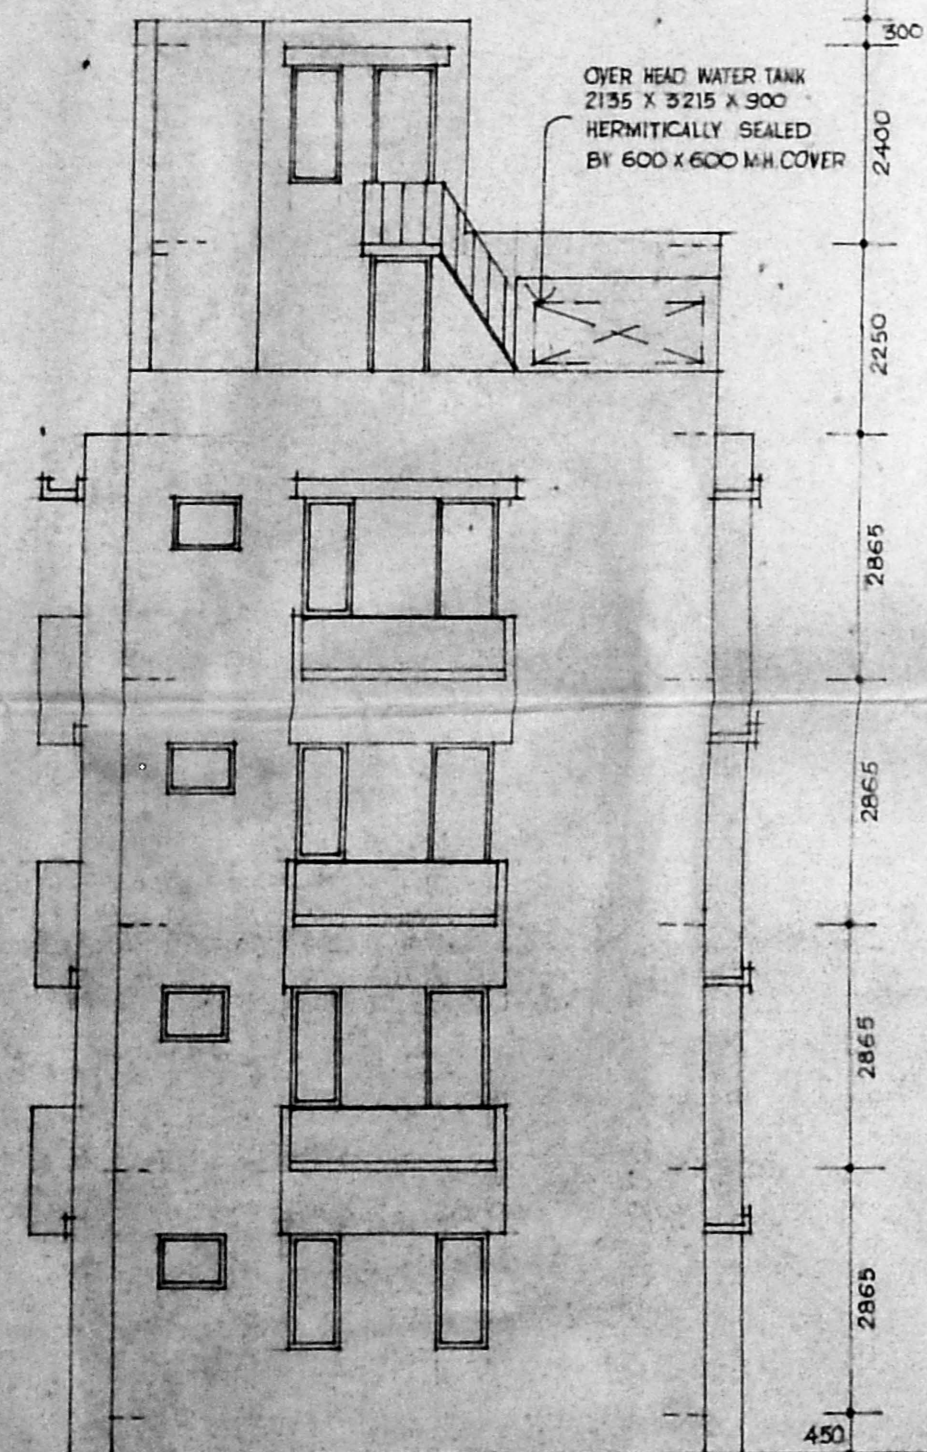 300
OVER HEAD WATER TANK
2135 X 3215 X 900
HERMITICALLY SEALED
BY 600 X 600 M.H. COVER
2400
2250
2865
2865
2865
2865
450